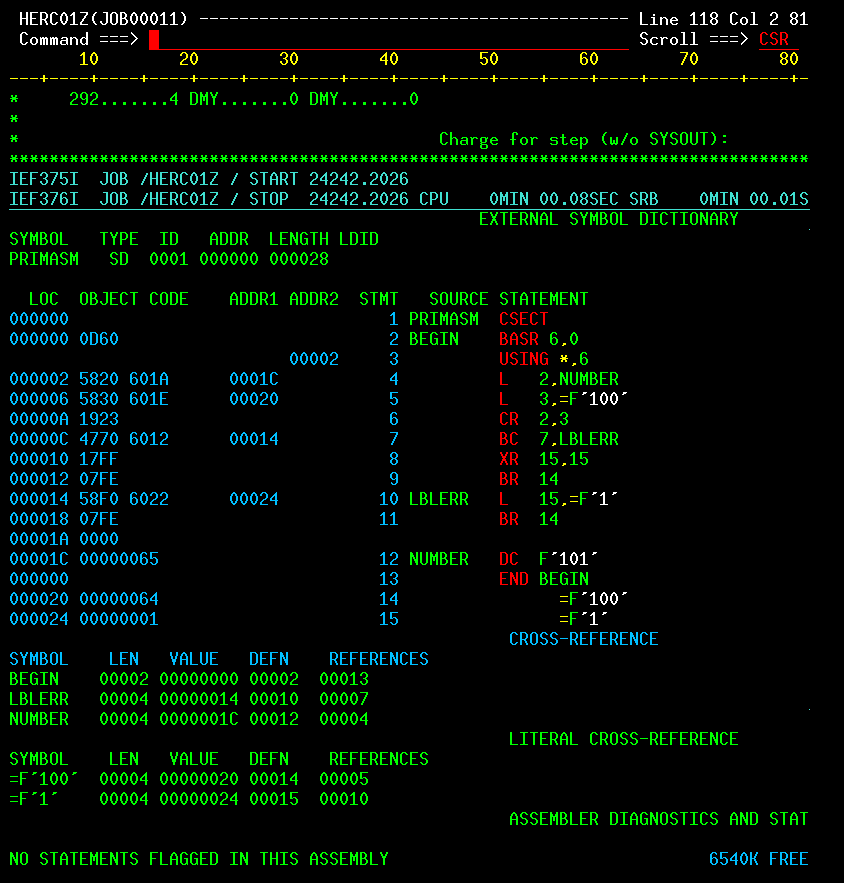 HERC01Z(JOB00011) ------------------------------------------- Line 118 Col 2 81
Command ===>                                                  Scroll ===> CSR
        10        20        30        40        50        60        70        80
----+----+----+----+----+----+----+----+----+----+----+----+----+----+----+----+-
*     292.......4 DMY.......0 DMY.......0
*
*                                          Charge for step (w/o SYSOUT):
********************************************************************************
IEF375I  JOB /HERC01Z / START 24242.2026
IEF376I  JOB /HERC01Z / STOP  24242.2026 CPU    0MIN 00.08SEC SRB    0MIN 00.01S
                                               EXTERNAL SYMBOL DICTIONARY
SYMBOL   TYPE  ID   ADDR  LENGTH LDID
PRIMASM   SD  0001 000000 000028
  LOC  OBJECT CODE    ADDR1 ADDR2  STMT   SOURCE STATEMENT
000000                                1 PRIMASM  CSECT
000000 0D60                           2 BEGIN    BASR 6,0
                            00002     3          USING *,6
000002 5820 601A      0001C           4          L   2,NUMBER
000006 5830 601E      00020           5          L   3,=F´100´
00000A 1923                           6          CR  2,3
00000C 4770 6012      00014           7          BC  7,LBLERR
000010 17FF                           8          XR  15,15
000012 07FE                           9          BR  14
000014 58F0 6022      00024          10 LBLERR   L   15,=F´1´
000018 07FE                          11          BR  14
00001A 0000
00001C 00000065                      12 NUMBER   DC  F´101´
000000                               13          END BEGIN
000020 00000064                      14                =F´100´
000024 00000001                      15                =F´1´
                                                  CROSS-REFERENCE
SYMBOL    LEN   VALUE   DEFN    REFERENCES
BEGIN    00002 00000000 00002  00013
LBLERR   00004 00000014 00010  00007
NUMBER   00004 0000001C 00012  00004
                                                  LITERAL CROSS-REFERENCE
SYMBOL    LEN   VALUE   DEFN    REFERENCES
=F´100´  00004 00000020 00014  00005
=F´1´    00004 00000024 00015  00010
                                                  ASSEMBLER DIAGNOSTICS AND STAT
NO STATEMENTS FLAGGED IN THIS ASSEMBLY                                6540K FREE